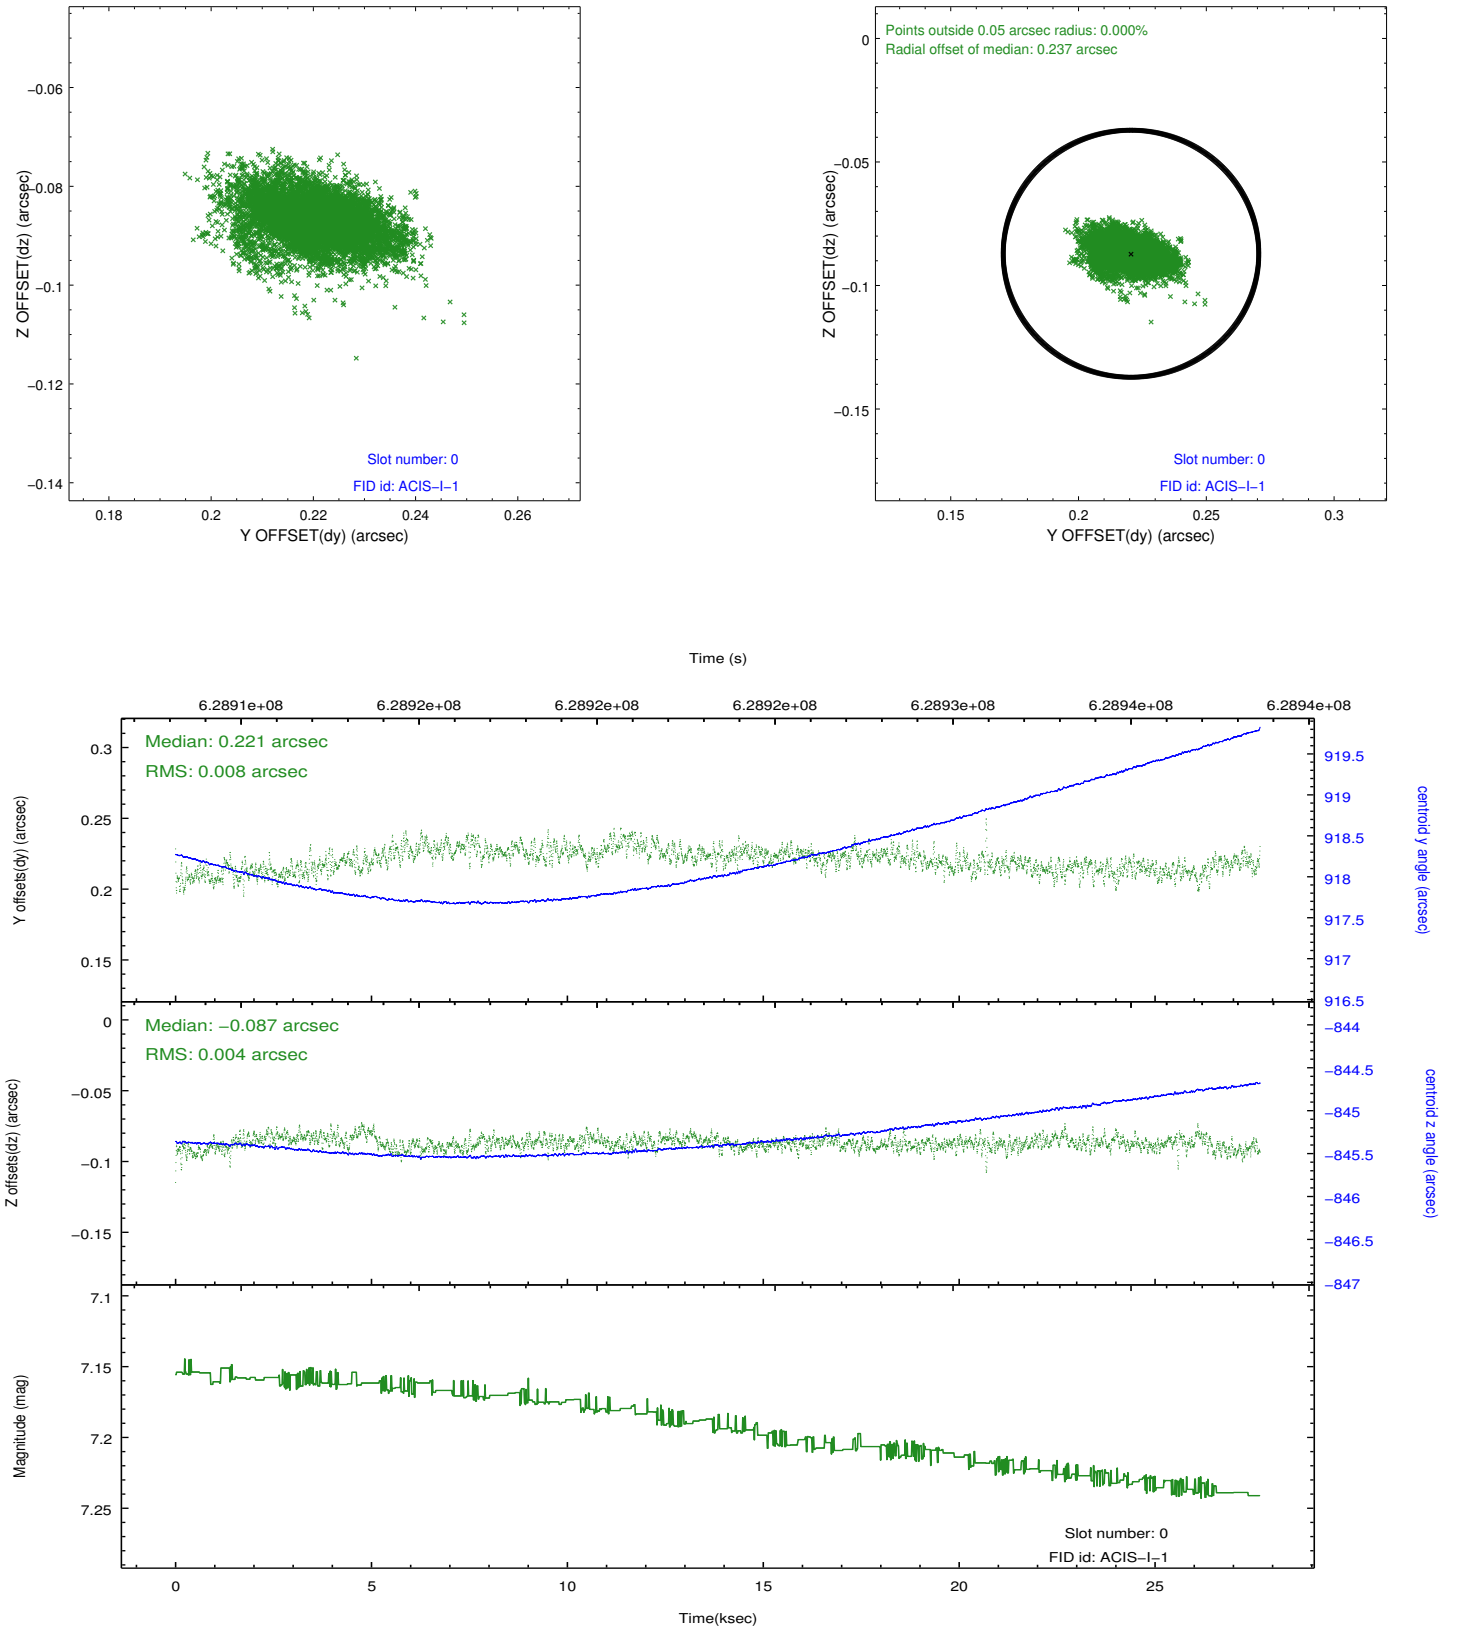 −0.06
−0.08
−0.1
−0.12
−0.14
Z OFFSET(dz) (arcsec)
Slot number: 0
FID id: ACIS−I−1
0.18 0.2 0.22 0.24 0.26
Y OFFSET(dy) (arcsec)
Points outside 0.05 arcsec radius: 0.000%
Radial offset of median: 0.237 arcsec
0
−0.05
−0.1
−0.15
Z OFFSET(dz) (arcsec)
Slot number: 0
FID id: ACIS−I−1
0.15 0.2 0.25 0.3
Y OFFSET(dy) (arcsec)
Time (s)
6.2891e+08 6.2892e+08 6.2892e+08 6.2892e+08 6.2893e+08 6.2894e+08 6.2894e+08
Median: 0.221 arcsec
RMS: 0.008 arcsec
0.3
0.25
0.2
0.15
Y offsets(dy) (arcsec)
919.5
919
918.5
918
917.5
917
916.5
centroid y angle (arcsec)
Median: −0.087 arcsec
RMS: 0.004 arcsec
0
−0.05
−0.1
−0.15
Z offsets(dz) (arcsec)
−844
−844.5
−845
−845.5
−846
−846.5
−847
centroid z angle (arcsec)
7.1
7.15
7.2
7.25
Magnitude (mag)
Slot number: 0
FID id: ACIS−I−1
0 5 10 15 20 25
Time(ksec)